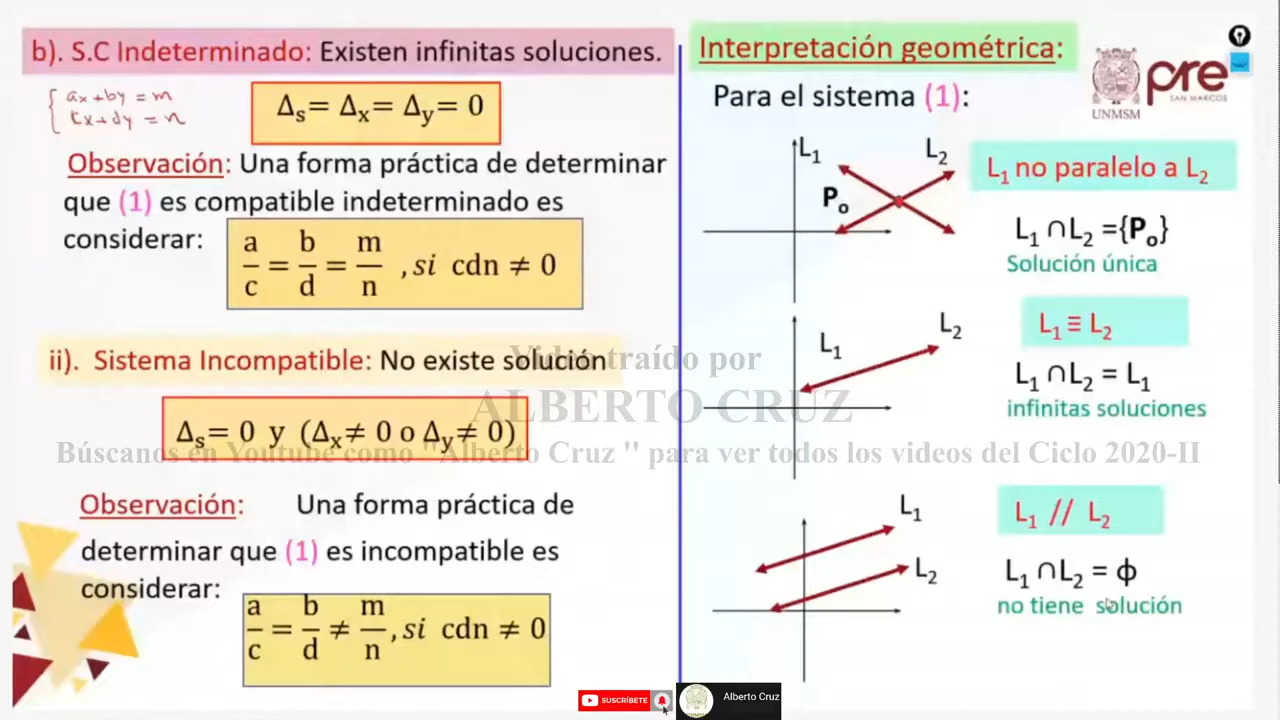 b). S.C Indeterminado: Existen infinitas soluciones.
ax+by = m
cx+dy = n
Δs= Δx= Δy= 0
Observación: Una forma práctica de determinar
que (1) es compatible indeterminado es
considerar:
a/c = b/d = m/n , si cdn ≠ 0
ii). Sistema Incompatible: No existe solución
Δs= 0 y (Δx≠ 0 o Δy≠ 0)
Observación: Una forma práctica de
determinar que (1) es incompatible es
considerar:
a/c = b/d ≠ m/n , si cdn ≠ 0
Interpretación geométrica:
Para el sistema (1):
UNMSM
pre
SAN MARCOS
L1
L2
Po
L1 no paralelo a L2
L1 ∩L2 ={Po}
Solución única
L1
L2
L1 ≡ L2
L1 ∩L2 = L1
infinitas soluciones
L1
L2
L1 // L2
L1 ∩L2 = ф
no tiene solución
Video traído por
ALBERTO CRUZ
Búscanos en Youtube como "Alberto Cruz " para ver todos los videos del Ciclo 2020-II
SUSCRÍBETE
UNMSM
Alberto Cruz